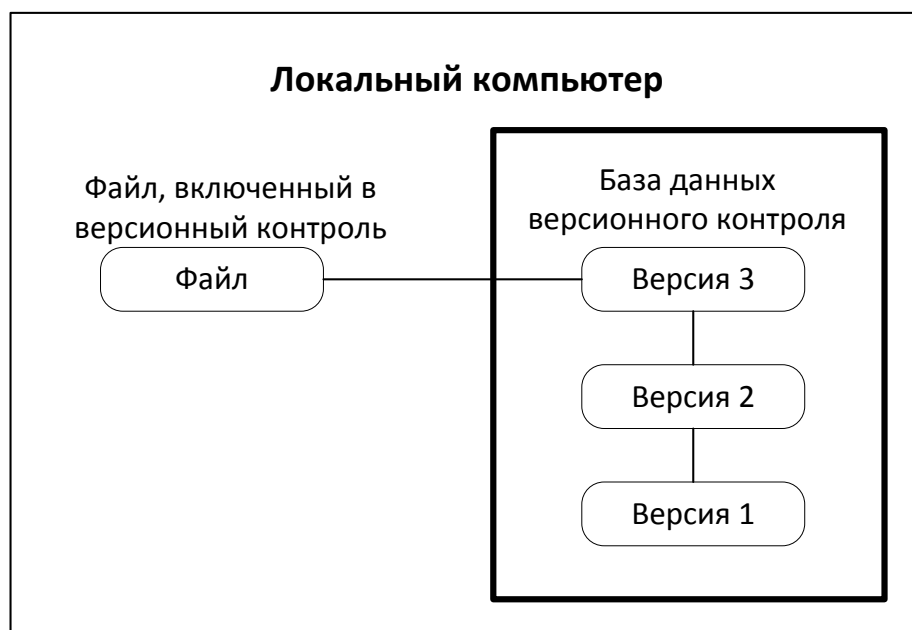 Локальный компьютер
Файл, включенный в
версионный контроль
Файл
База данных
версионного контроля
Версия 3
Версия 2
Версия 1